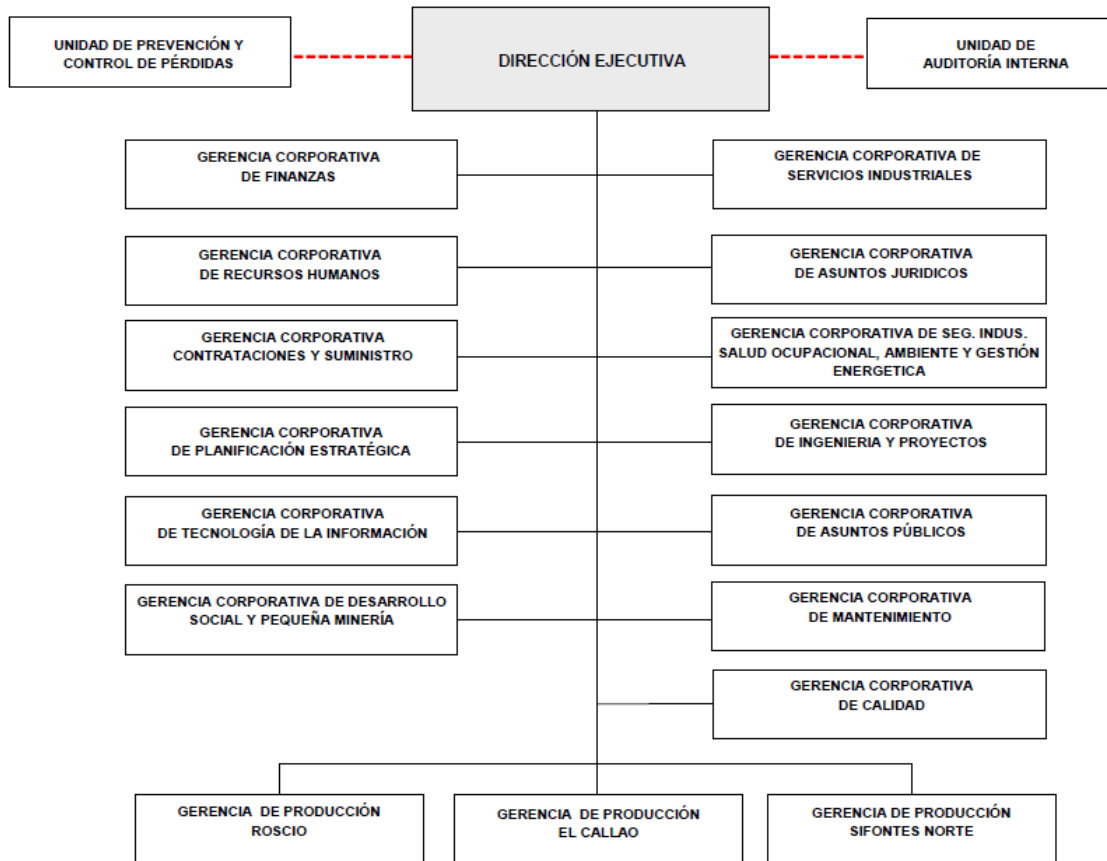 UNIDAD DE PREVENCIÓN Y
CONTROL DE PÉRDIDAS
DIRECCIÓN EJECUTIVA
UNIDAD DE
AUDITORÍA INTERNA
GERENCIA CORPORATIVA
DE FINANZAS
GERENCIA CORPORATIVA DE
SERVICIOS INDUSTRIALES
GERENCIA CORPORATIVA
DE RECURSOS HUMANOS
GERENCIA CORPORATIVA
DE ASUNTOS JURIDICOS
GERENCIA CORPORATIVA
CONTRATACIONES Y SUMINISTRO
GERENCIA CORPORATIVA DE SEG. INDUS.
SALUD OCUPACIONAL, AMBIENTE Y GESTIÓN
ENERGETICA
GERENCIA CORPORATIVA
DE PLANIFICACIÓN ESTRATÉGICA
GERENCIA CORPORATIVA
DE INGENIERIA Y PROYECTOS
GERENCIA CORPORATIVA
DE TECNOLOGÍA DE LA INFORMACIÓN
GERENCIA CORPORATIVA
DE ASUNTOS PÚBLICOS
GERENCIA CORPORATIVA DE DESARROLLO
SOCIAL Y PEQUEÑA MINERÍA
GERENCIA CORPORATIVA
DE MANTENIMIENTO
GERENCIA CORPORATIVA
DE CALIDAD
GERENCIA DE PRODUCCIÓN
ROSCIO
GERENCIA DE PRODUCCIÓN
EL CALLAO
GERENCIA DE PRODUCCIÓN
SIFONTES NORTE